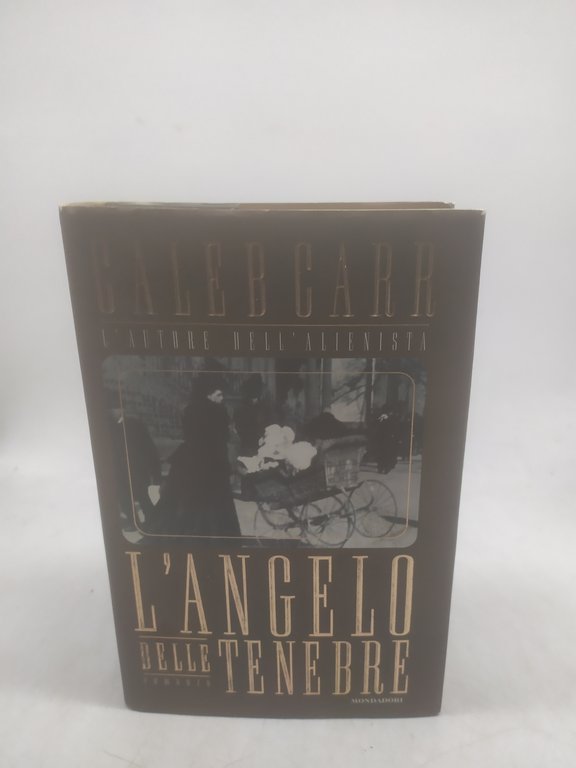 CALEB CARR
L'AUTORE DELL'ALIENISTA
L'ANGELO
DELLE TENEBRE
ROMANZO
MONDADORI